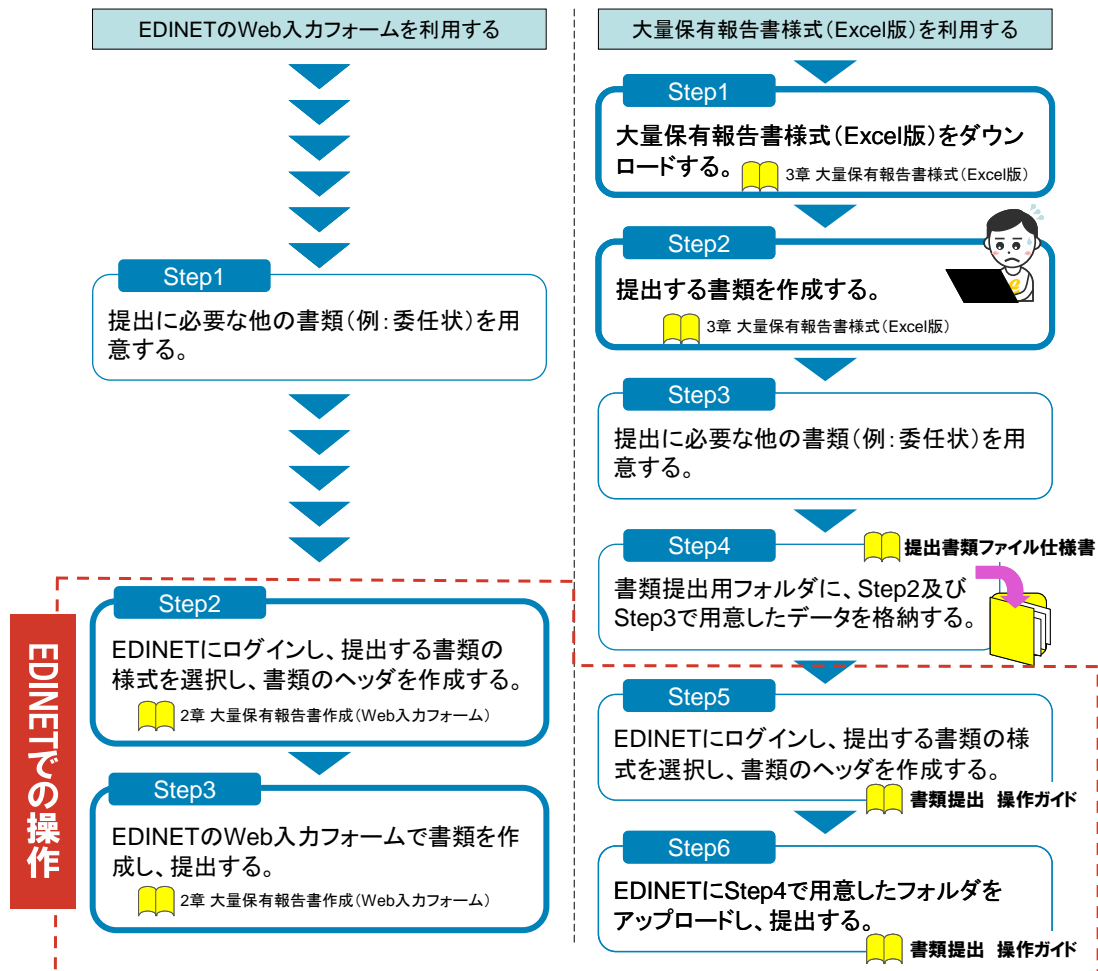 EDINETのWeb入力フォームを利用する
Step1
提出に必要な他の書類(例:委任状)を用
意する。
EDINETでの操作
Step2
EDINETにログインし、提出する書類の
様式を選択し、書類のヘッダを作成する。
2章 大量保有報告書作成(Web入力フォーム)
Step3
EDINETのWeb入力フォームで書類を作
成し、提出する。
2章 大量保有報告書作成(Web入力フォーム)
大量保有報告書様式(Excel版)を利用する
Step1
大量保有報告書様式(Excel版)をダウン
ロードする。
3章 大量保有報告書様式(Excel版)
Step2
提出する書類を作成する。
3章 大量保有報告書様式(Excel版)
Step3
提出に必要な他の書類(例:委任状)を用
意する。
Step4
提出書類ファイル仕様書
書類提出用フォルダに、Step2及び
Step3で用意したデータを格納する。
Step5
EDINETにログインし、提出する書類の様
式を選択し、書類のヘッダを作成する。
書類提出 操作ガイド
Step6
EDINETにStep4で用意したフォルダを
アップロードし、提出する。
書類提出 操作ガイド